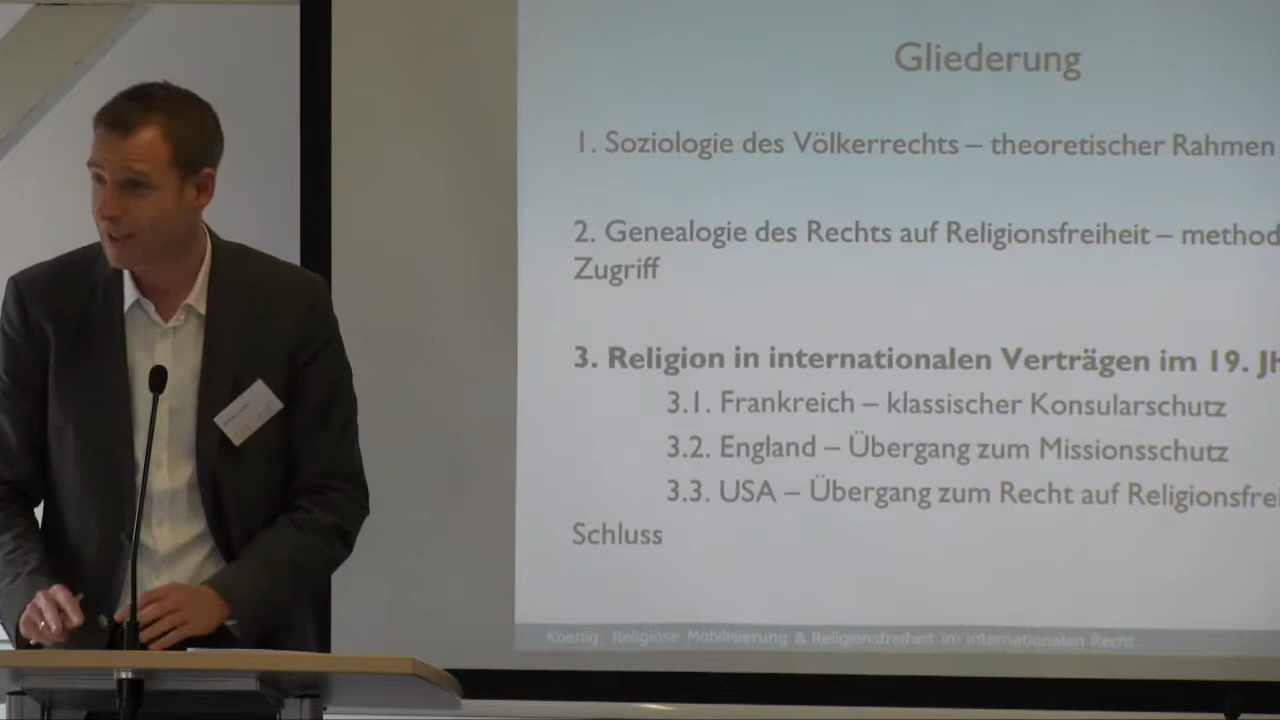 Gliederung
1. Soziologie des Völkerrechts – theoretischer Rahmen
2. Genealogie des Rechts auf Religionsfreiheit – method
Zugriff
3. Religion in internationalen Verträgen im 19. Jh
3.1. Frankreich – klassischer Konsularschutz
3.2. England – Übergang zum Missionsschutz
3.3. USA – Übergang zum Recht auf Religionsfrei
Schluss
Koenig: Religiöse Mobilisierung & Religionsfreiheit im internationalen Recht